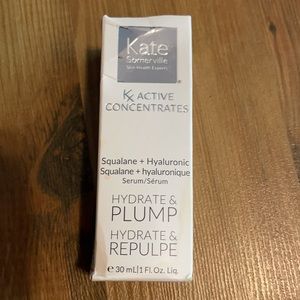 Kate
Somerville
Skin Health Experts
®
Kx ACTIVE
CONCENTRATES
Squalane + Hyaluronic
Squalane + hyaluronique
Serum/Sérum
HYDRATE &
PLUMP
HYDRATE &
REPULPE
℮ 30 mL|1 Fl. Oz. Liq.